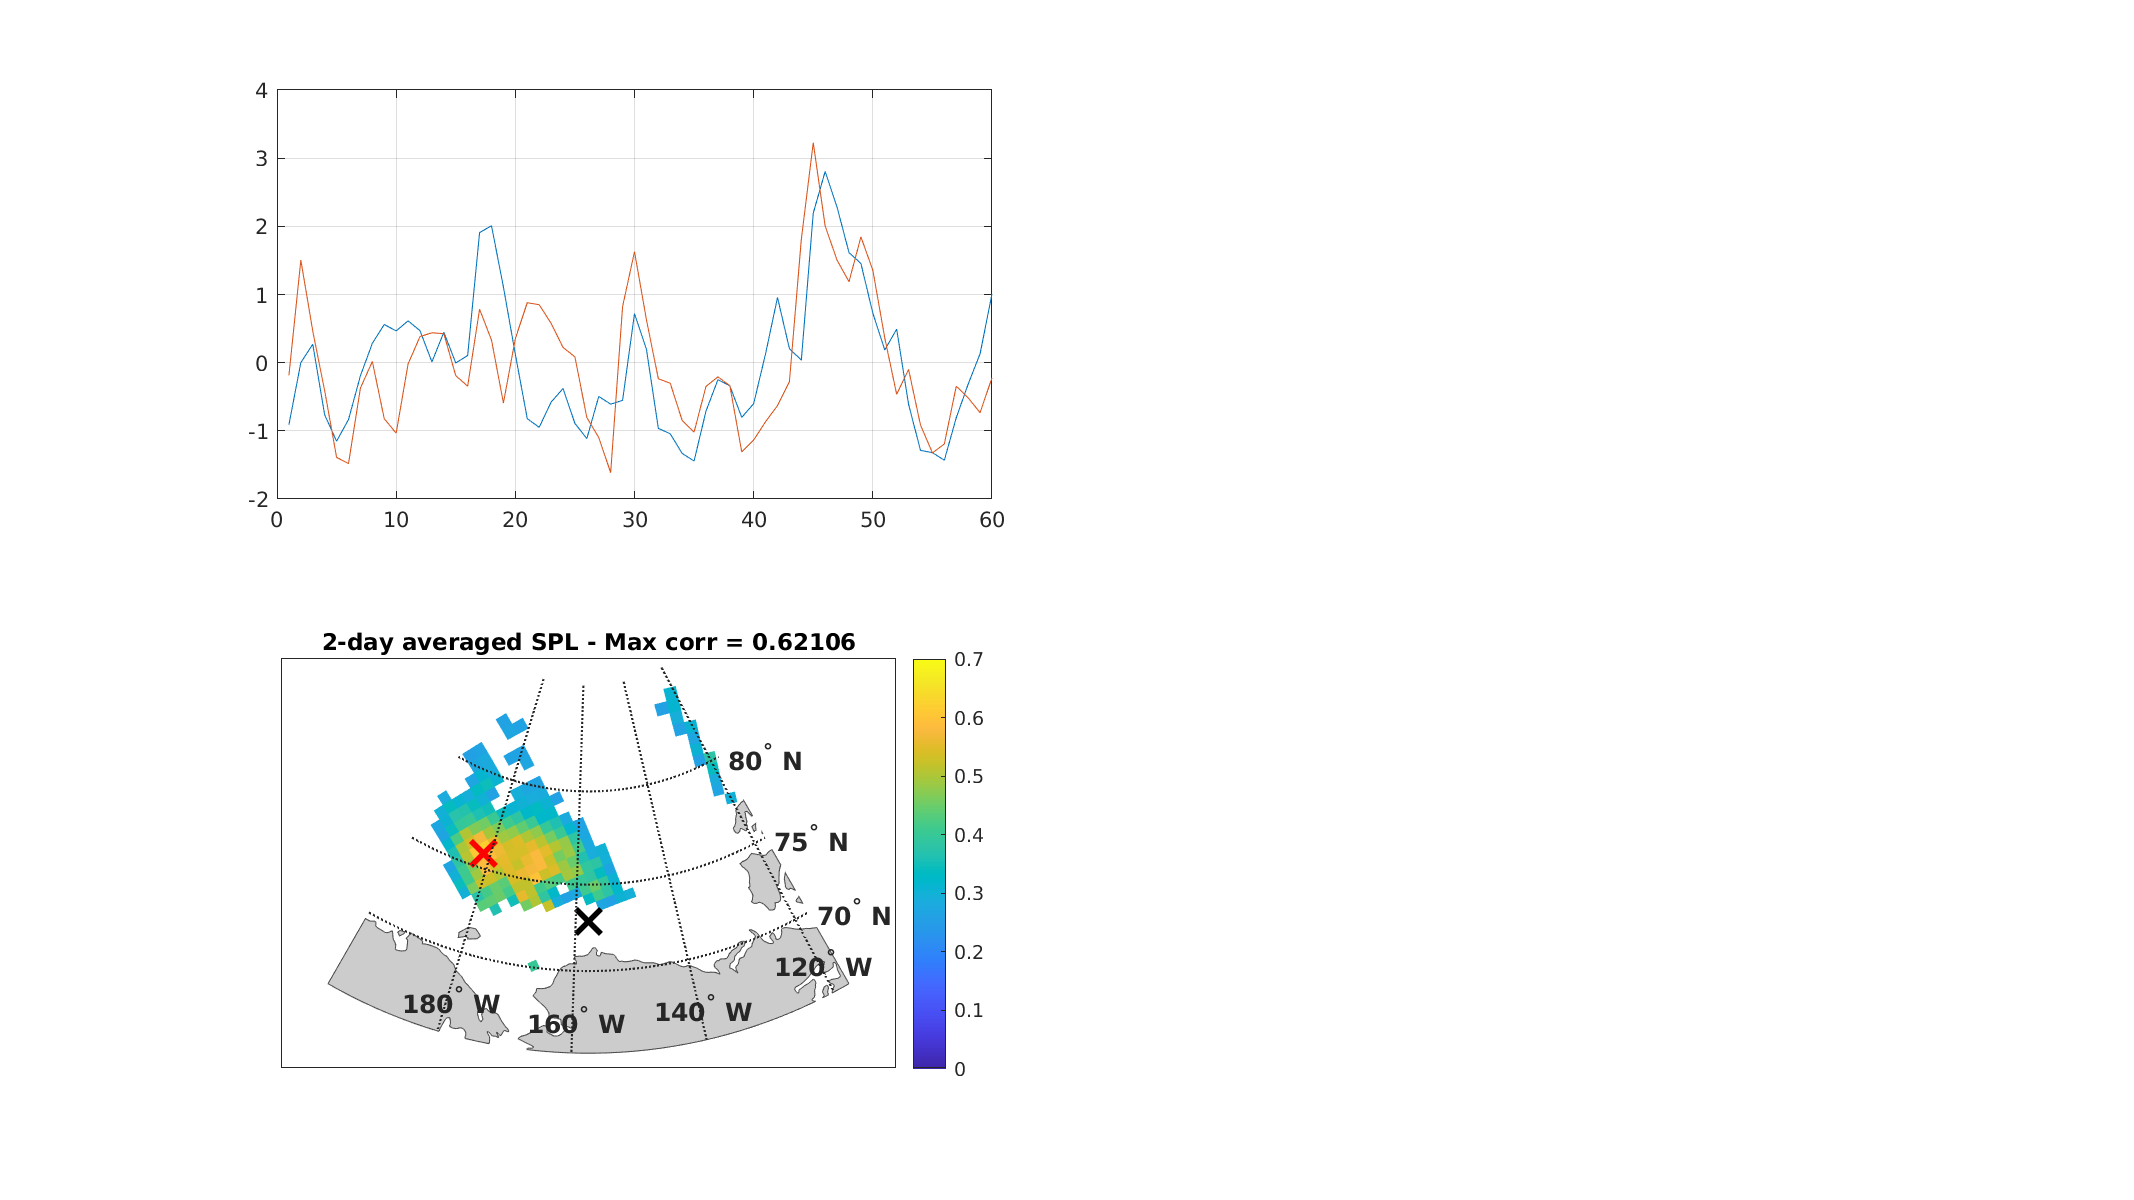 4
3
2
1
0
-1
-2
0 10 20 30 40 50 60
2-day averaged SPL - Max corr = 0.62106
0.7
0.6
0.5
0.4
0.3
0.2
0.1
0
80° N
75° N
70° N
120° W
180° W
160° W
140° W